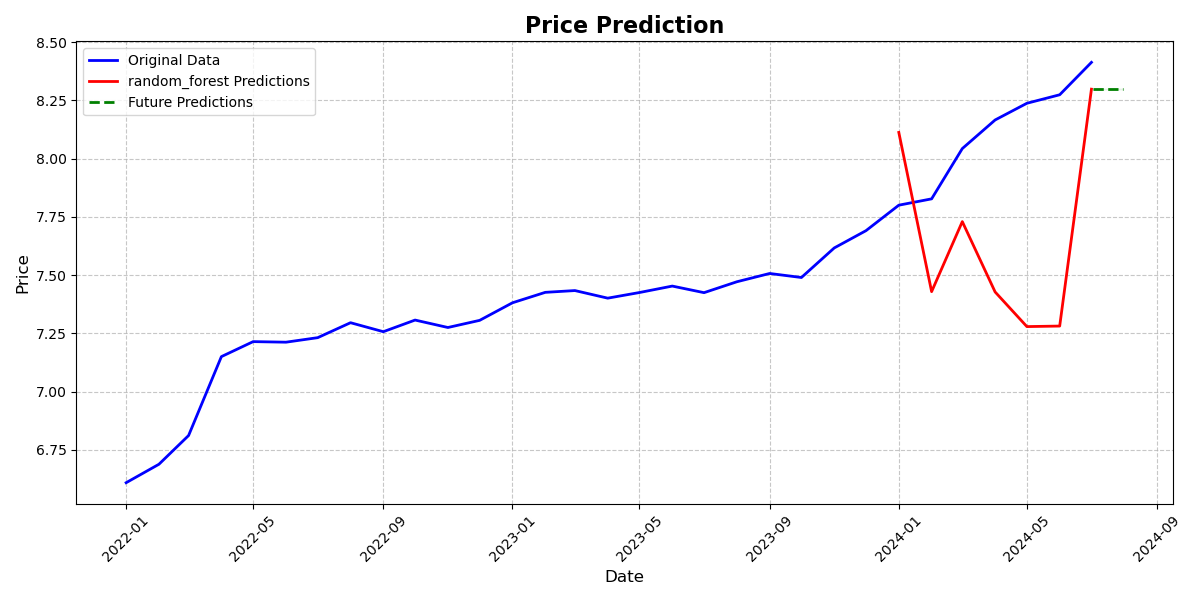 Price Prediction
Original Data
random_forest Predictions
Future Predictions
Price
8.50
8.25
8.00
7.75
7.50
7.25
7.00
6.75
2022-01
2022-05
2022-09
2023-01
2023-05
2023-09
2024-01
2024-05
2024-09
Date